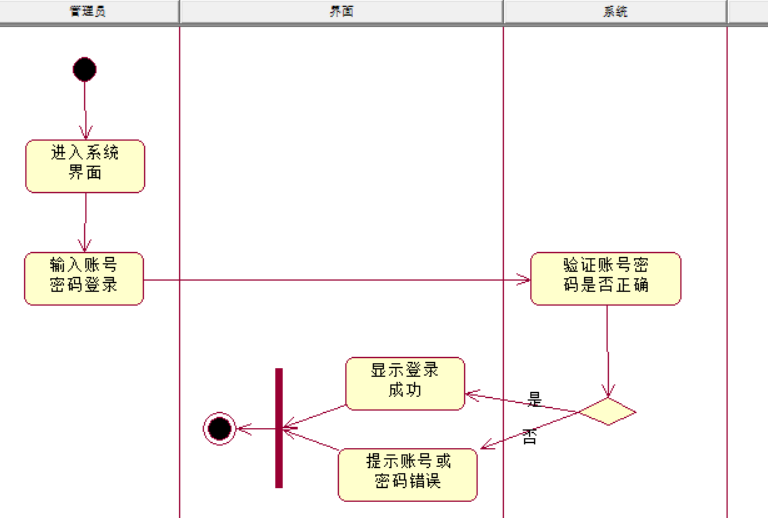 管理员
界面
系统
进入系统
界面
输入账号
密码登录
验证账号密
码是否正确
显示登录
成功
是
否
提示账号或
密码错误